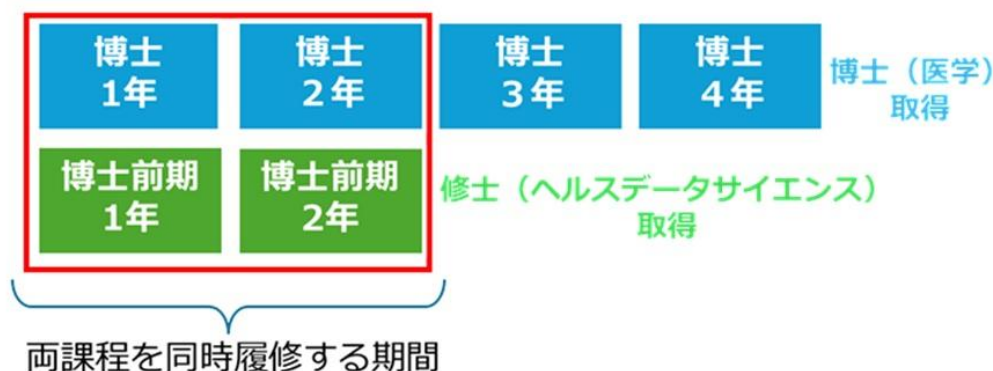 博士
1年
博士
２年
博士
３年
博士
４年
博士（医学）
取得
博士前期
1年
博士前期
2年
修士（ヘルスデータサイエンス）
取得
両課程を同時履修する期間